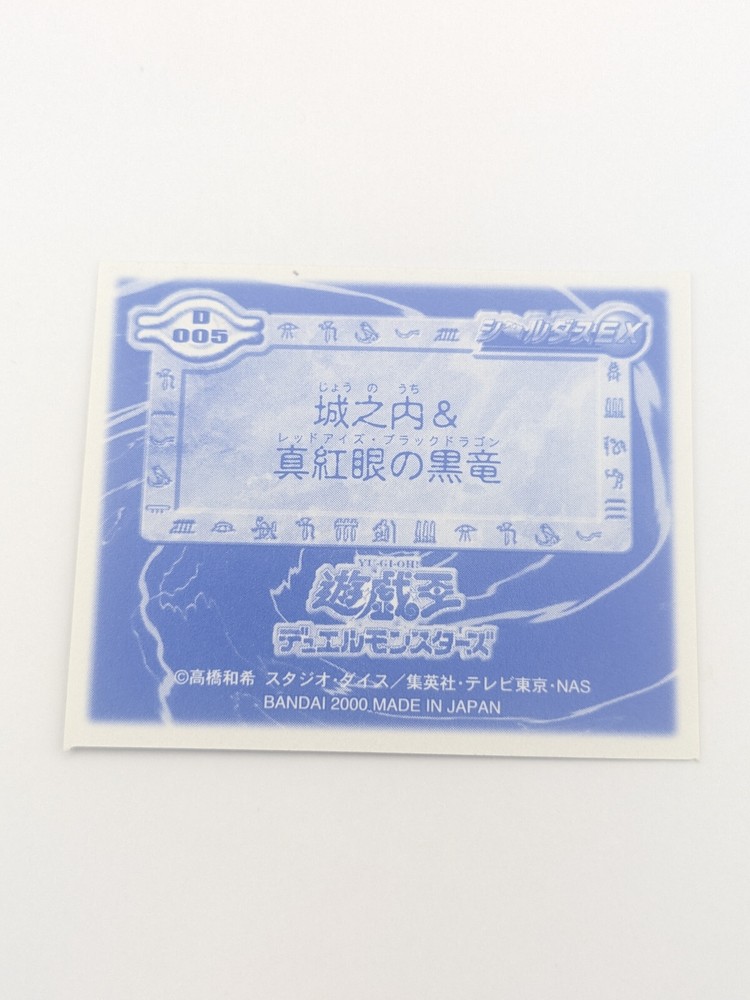 D
005
シールダスEX
じょう の うち
城之内&
レッドアイズ・ブラックドラゴン
真紅眼の黒竜
YU-GI-OH!
遊戯王
デュエルモンスターズ
©高橋和希 スタジオ・ダイス/集英社・テレビ東京・NAS
BANDAI 2000 MADE IN JAPAN